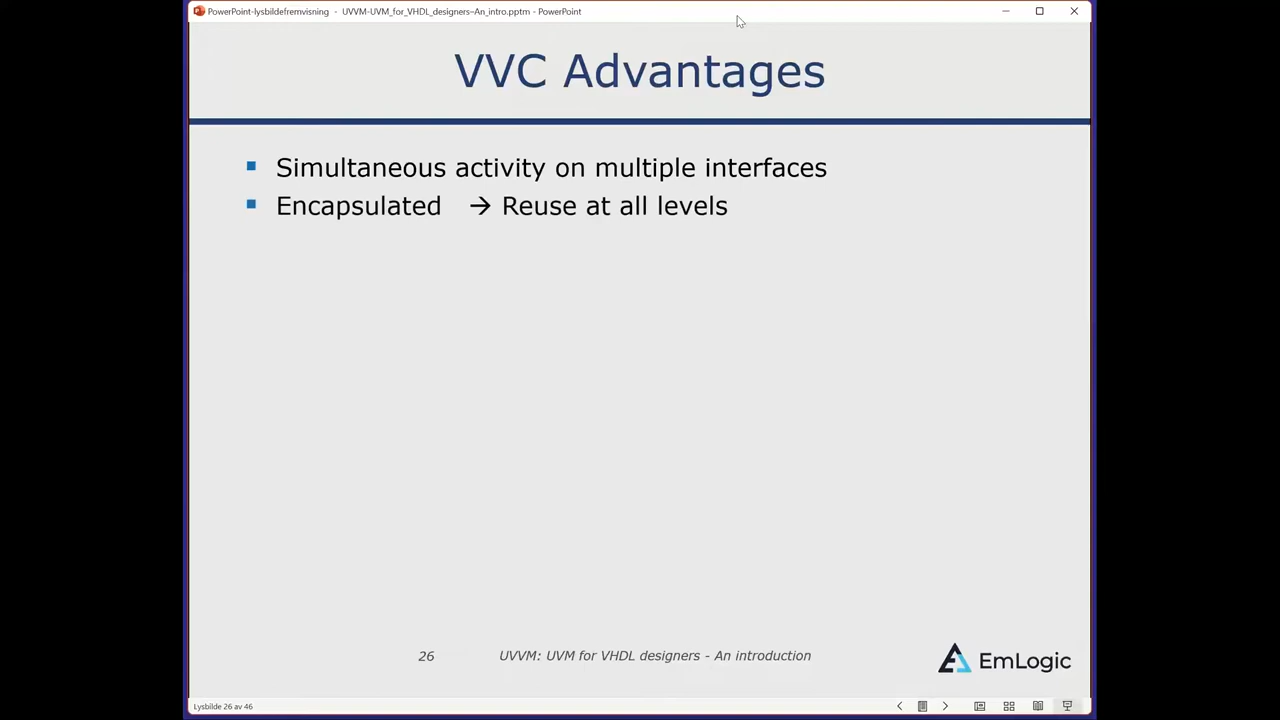 PowerPoint-lysbildefremvisning - UVVM-UVM_for_VHDL_designers–An_intro.pptm - PowerPoint
VVC Advantages
Simultaneous activity on multiple interfaces
Encapsulated → Reuse at all levels
26
UVVM: UVM for VHDL designers - An introduction
EmLogic
Lysbilde 26 av 46